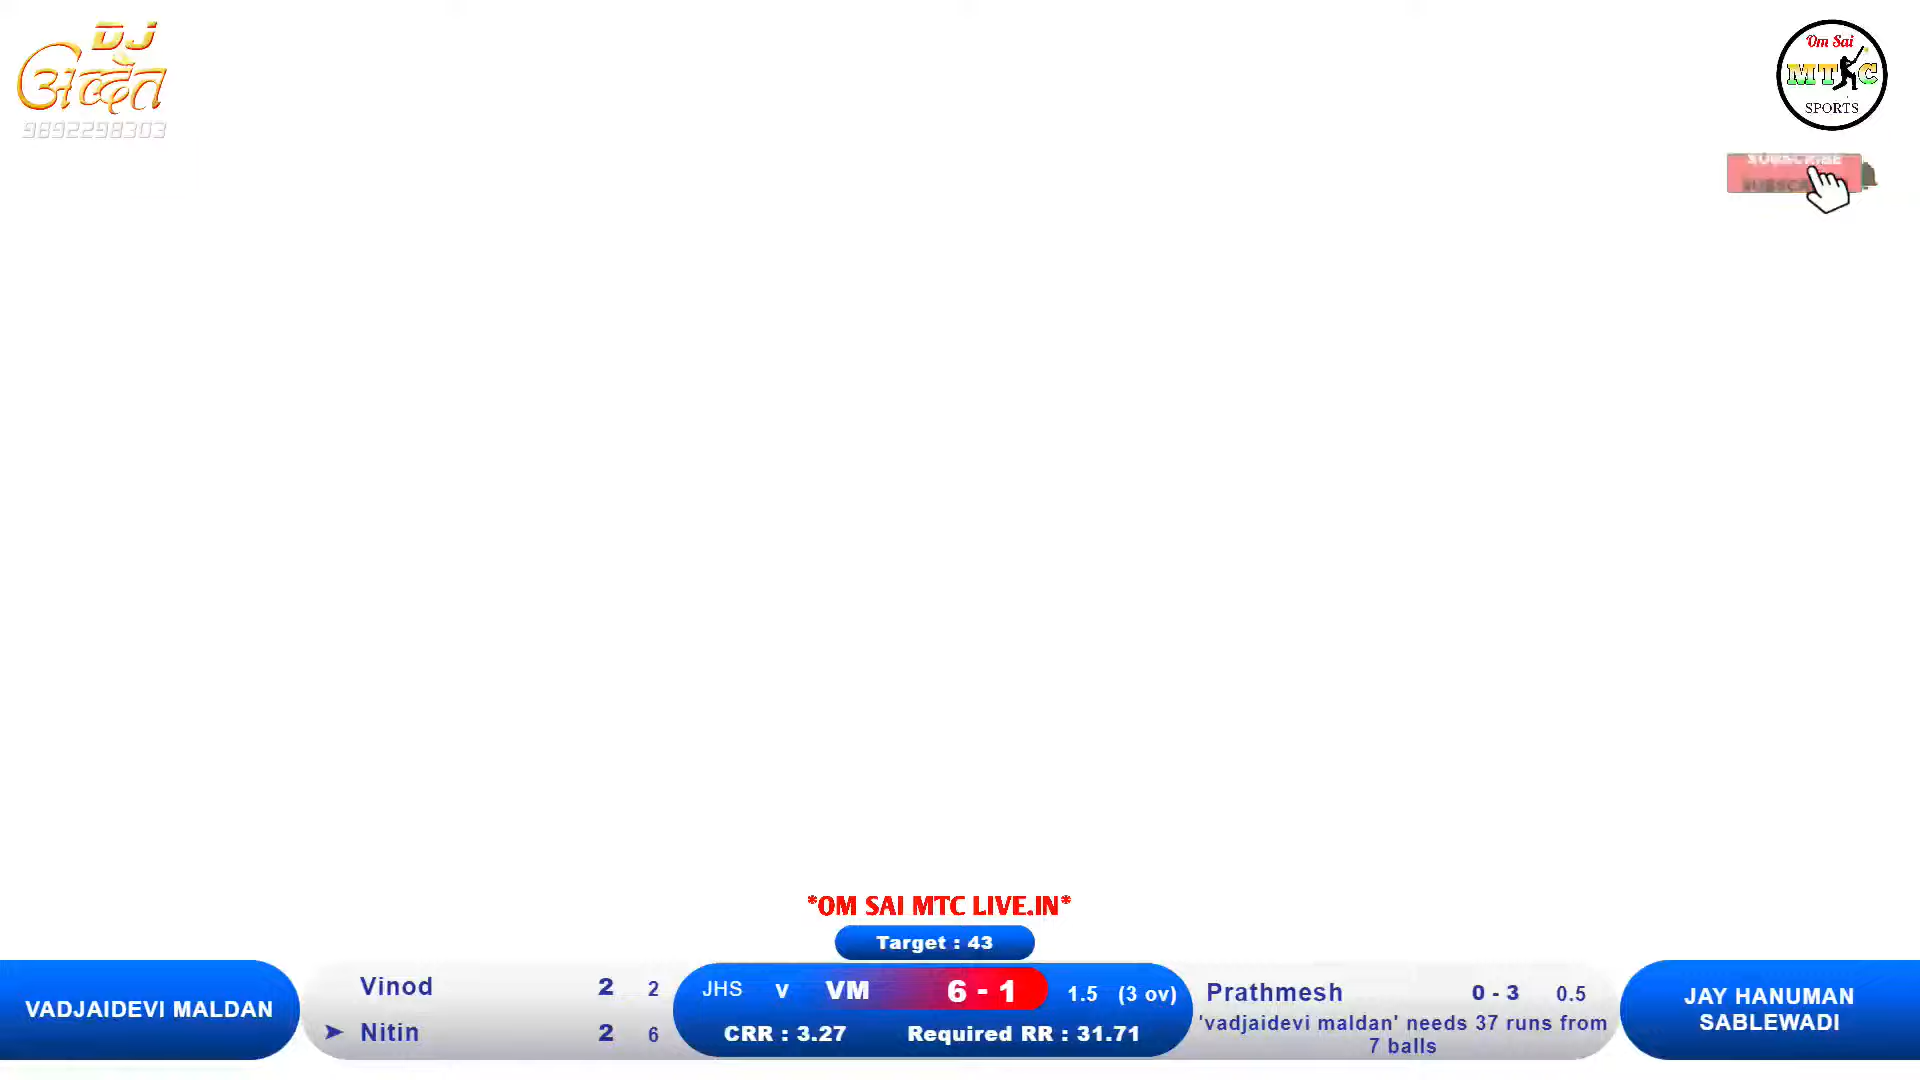 DJ
अव्दैत
9892298303
Om Sai
MTC
SPORTS
SUBSCRIBE
*OM SAI MTC LIVE.IN*
Target : 43
VADJAIDEVI MALDAN
Vinod 2 2
➤ Nitin 2 6
JHS v VM 6 - 1 1.5 (3 ov)
CRR : 3.27 Required RR : 31.71
Prathmesh 0 - 3 0.5
'vadjaidevi maldan' needs 37 runs from
7 balls
JAY HANUMAN
SABLEWADI